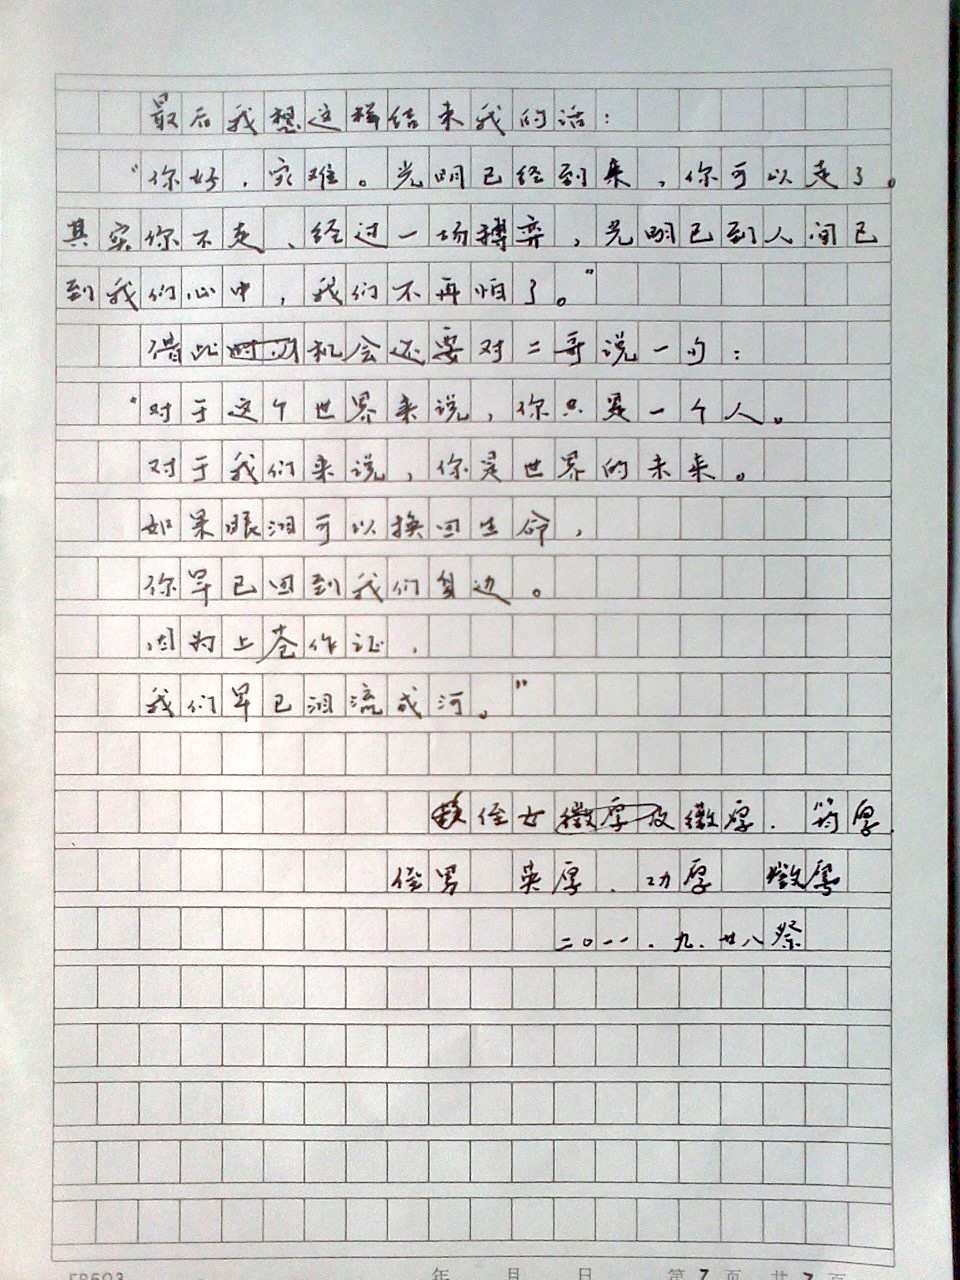 最后我想这样结束我的话：
“你好，灾难。光明已经到来，你可以走了。
其实你不走、经过一场搏弈，光明已到人间已
到我们心中，我们不再怕了。”
借此机会还要对二哥说一句：
“对于这个世界来说，你只是一个人。
对于我们来说，你是世界的未来。
如果眼泪可以换回生命，
你早已回到我们身边。
因为上苍作证，
我们早已泪流成河。”
侄女 微厚.筠厚.
侄男 英厚、功厚
二〇一一.九.廿八祭
FB503 年 月 日 第 7 页 共 7 页